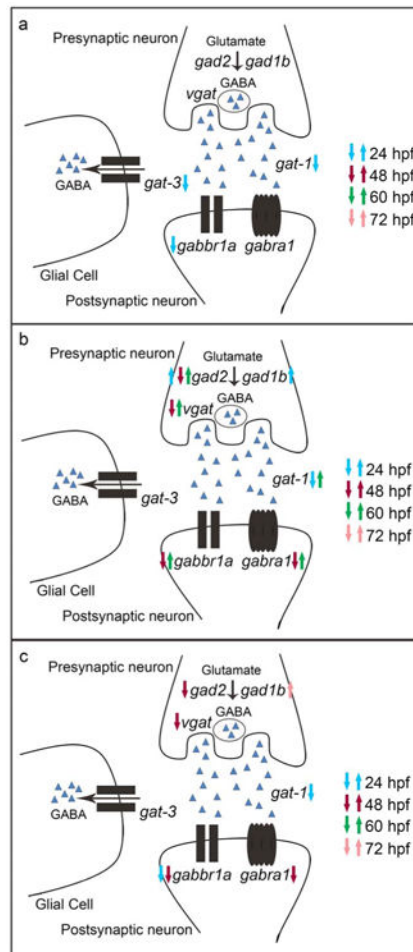 a
Presynaptic neuron
Glutamate
gad2 gad1b
GABA
vgat
gat-1
GABA
gat-3
gabbr1a gabra1
Glial Cell
Postsynaptic neuron
24 hpf
48 hpf
60 hpf
72 hpf
b
Presynaptic neuron
Glutamate
gad2 gad1b
GABA
vgat
gat-1
GABA
gat-3
gabbr1a gabra1
Glial Cell
Postsynaptic neuron
24 hpf
48 hpf
60 hpf
72 hpf
c
Presynaptic neuron
Glutamate
gad2 gad1b
GABA
vgat
gat-1
GABA
gat-3
gabbr1a gabra1
Glial Cell
Postsynaptic neuron
24 hpf
48 hpf
60 hpf
72 hpf